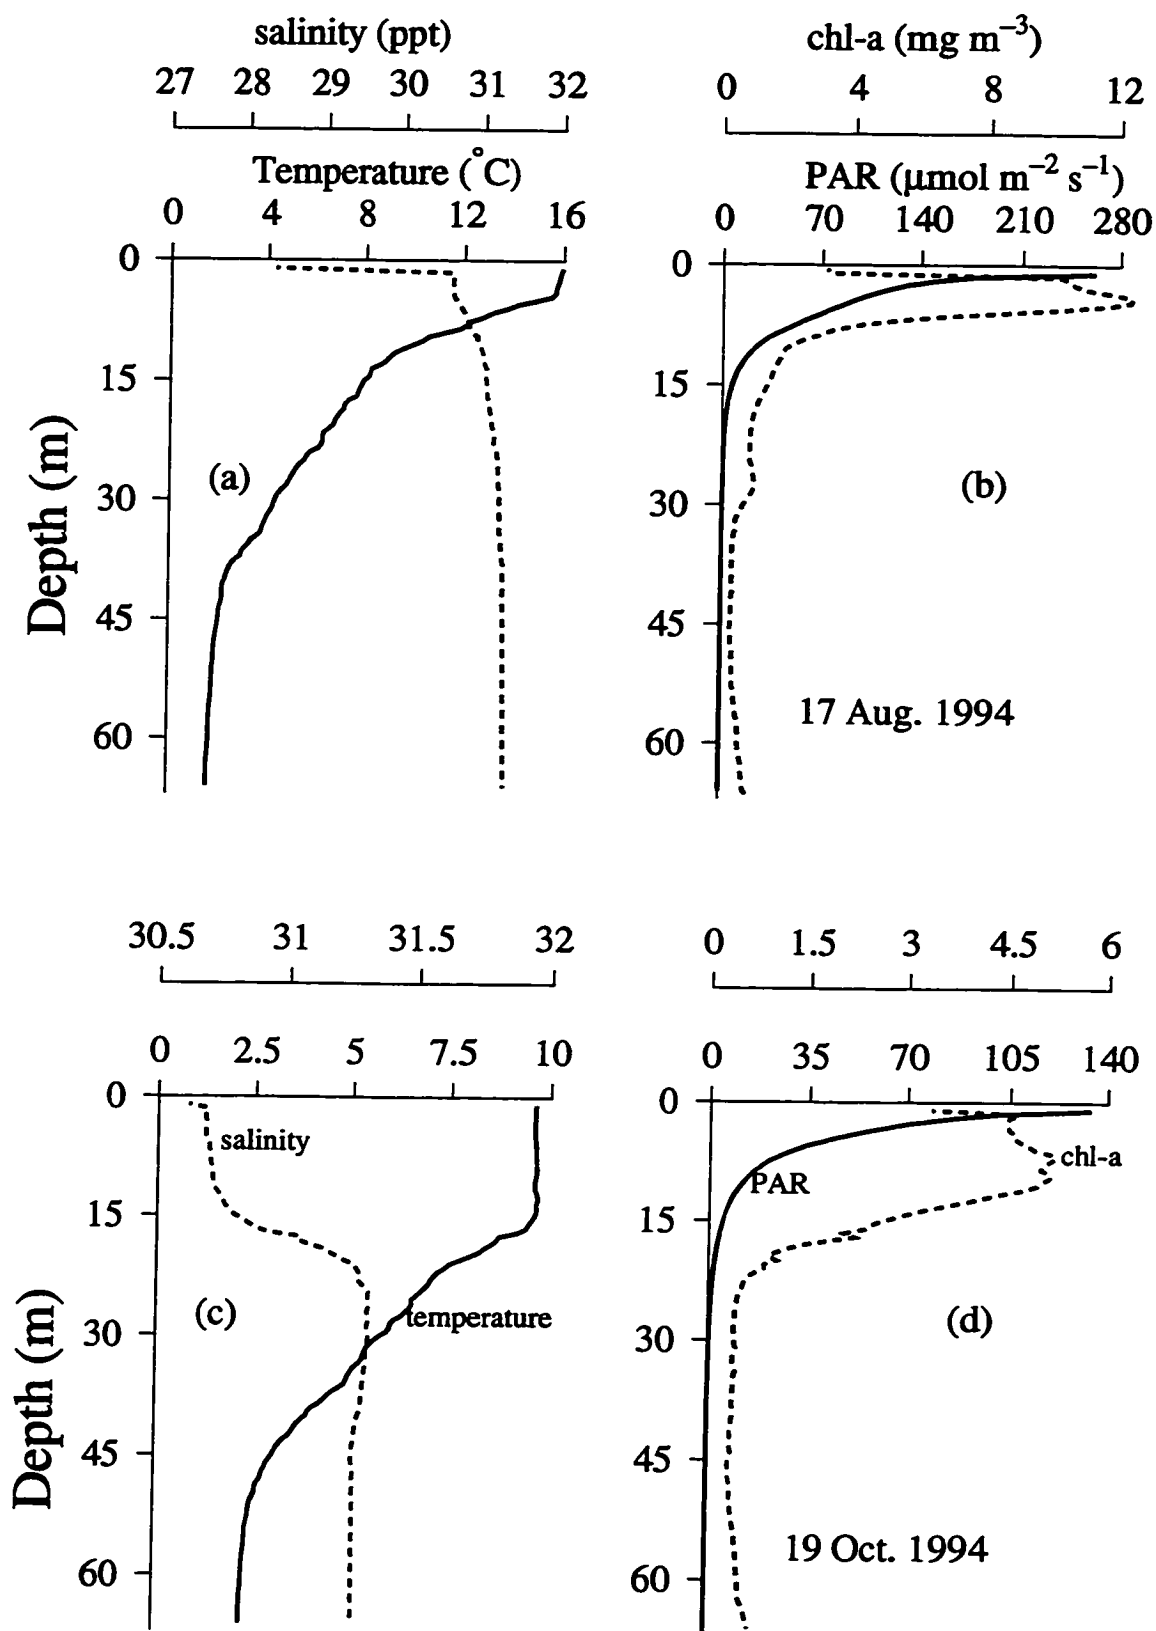 salinity (ppt)
27 28 29 30 31 32
Temperature (°C)
0 4 8 12 16
chl-a (mg m⁻³)
0 4 8 12
PAR (μmol m⁻² s⁻¹)
0 70 140 210 280
Depth (m)
0
15
30
45
60
(a)
0
15
30
45
60
(b)
17 Aug. 1994
30.5 31 31.5 32
0 2.5 5 7.5 10
0 1.5 3 4.5 6
0 35 70 105 140
Depth (m)
0
15
30
45
60
salinity
(c)
temperature
0
15
30
45
60
chl-a
PAR
(d)
19 Oct. 1994